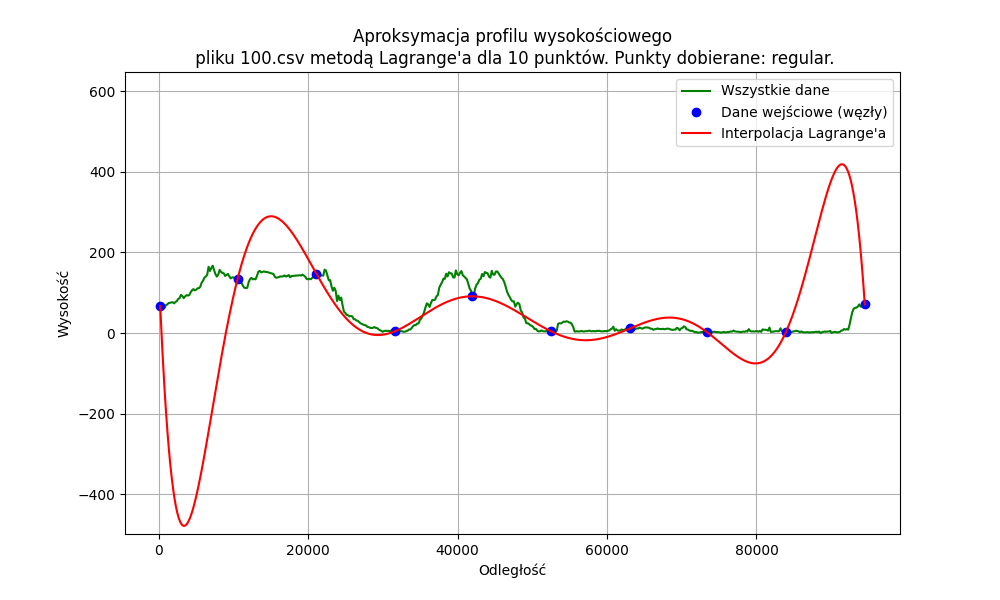 Aproksymacja profilu wysokościowego
pliku 100.csv metodą Lagrange'a dla 10 punktów. Punkty dobierane: regular.
Wszystkie dane
Dane wejściowe (węzły)
Interpolacja Lagrange'a
600
400
200
0
−200
−400
Wysokość
0
20000
40000
60000
80000
Odległość